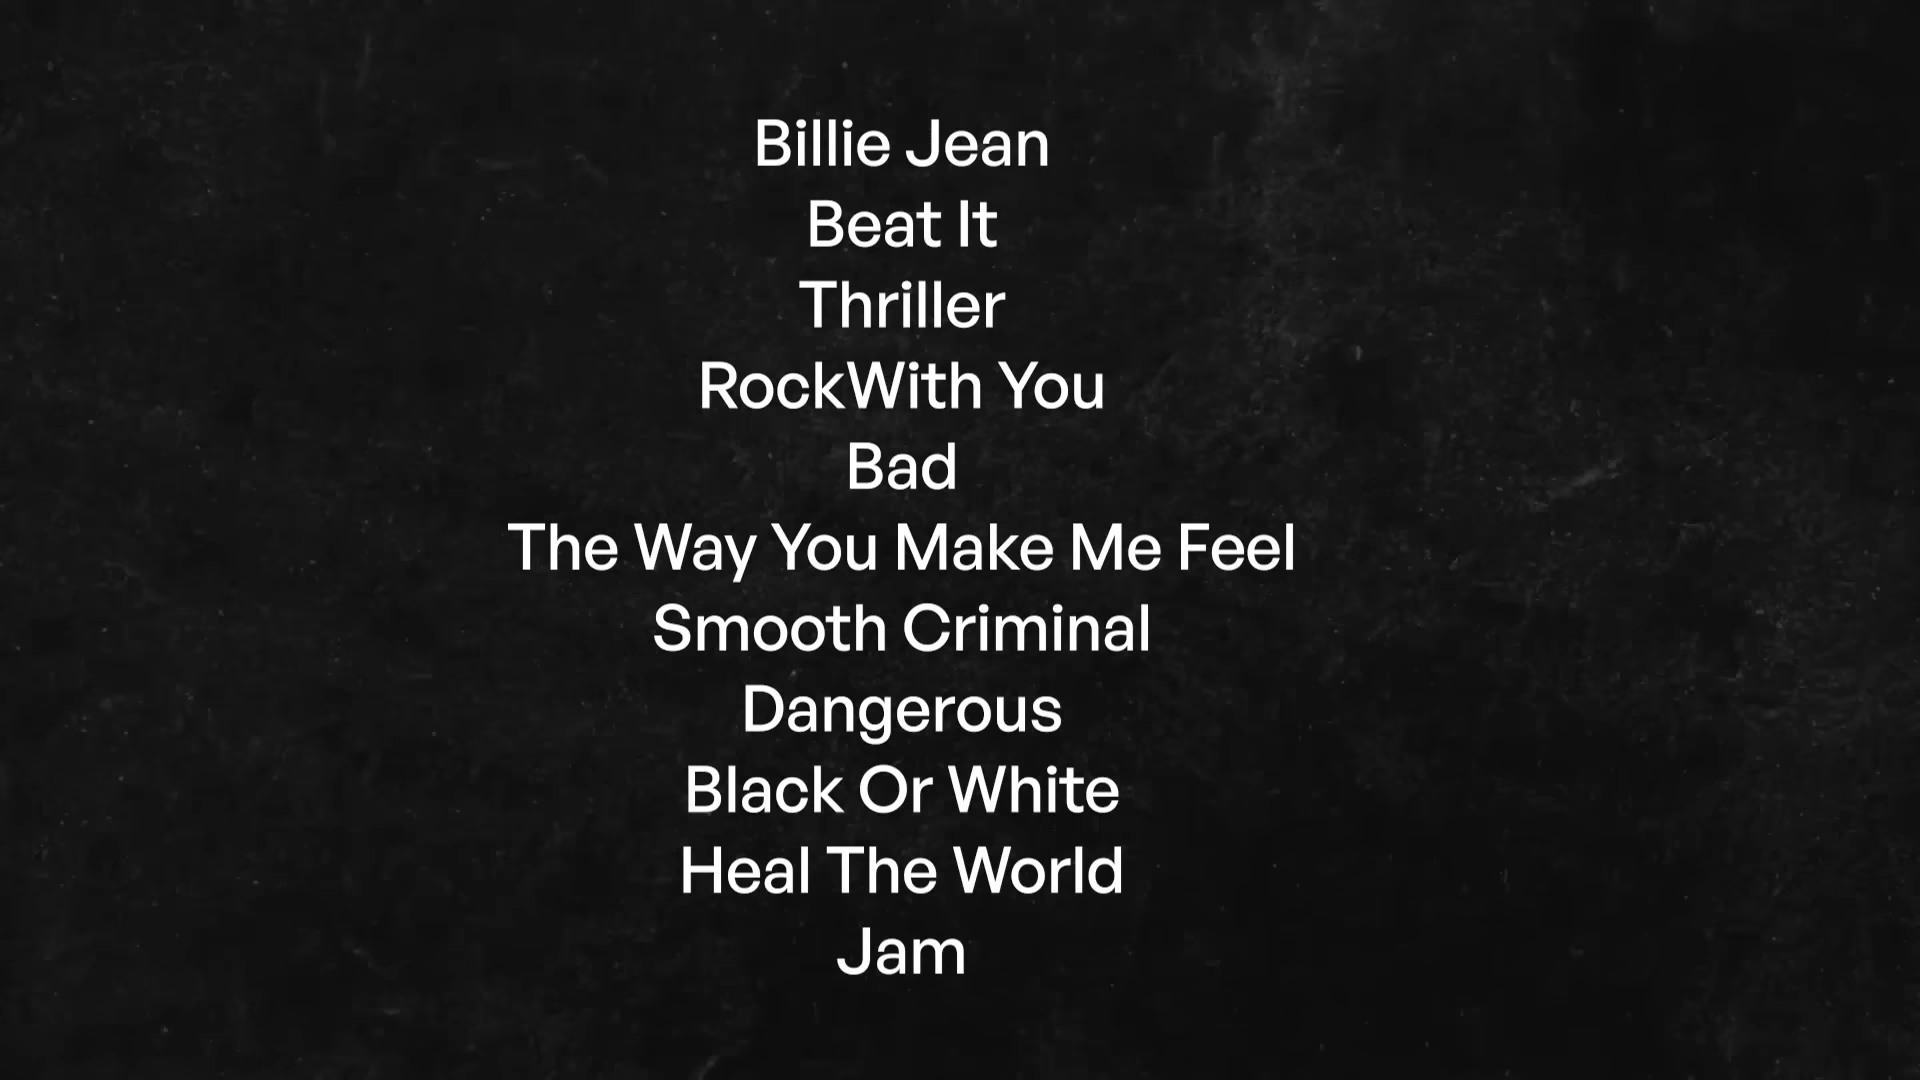 Billie Jean
Beat It
Thriller
RockWith You
Bad
The Way You Make Me Feel
Smooth Criminal
Dangerous
Black Or White
Heal The World
Jam